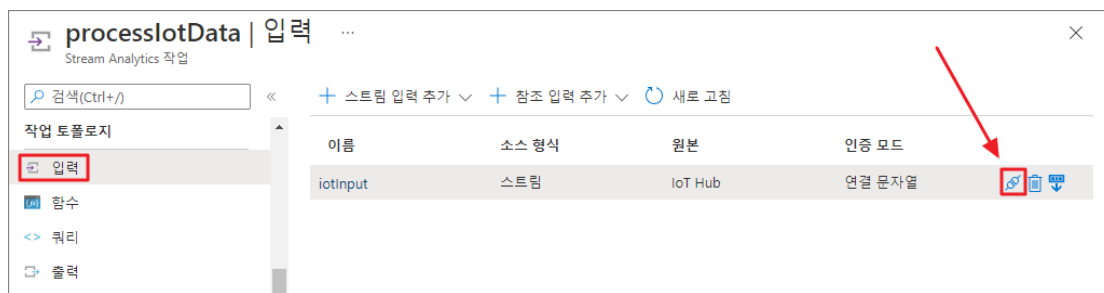 processIotData | 입력 ...
Stream Analytics 작업
검색(Ctrl+/)
«
+ 스트림 입력 추가 + 참조 입력 추가 새로 고침
작업 토폴로지
이름 소스 형식 원본 인증 모드
입력
iotInput 스트림 IoT Hub 연결 문자열
함수
<> 쿼리
출력